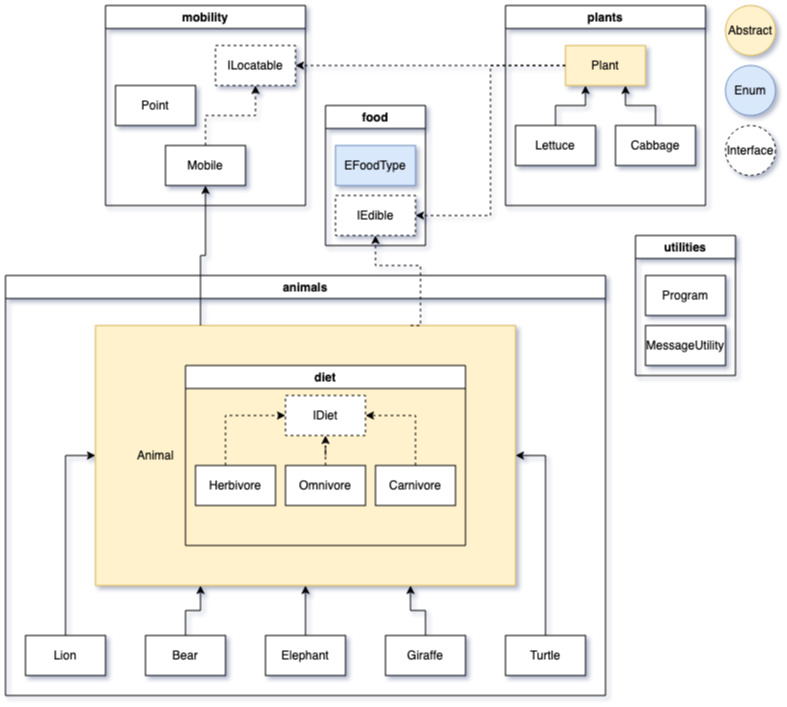 mobility
ILocatable
Point
Mobile
food
EFoodType
IEdible
plants
Plant
Lettuce
Cabbage
Abstract
Enum
Interface
utilities
Program
MessageUtility
animals
Animal
diet
IDiet
Herbivore
Omnivore
Carnivore
Lion
Bear
Elephant
Giraffe
Turtle